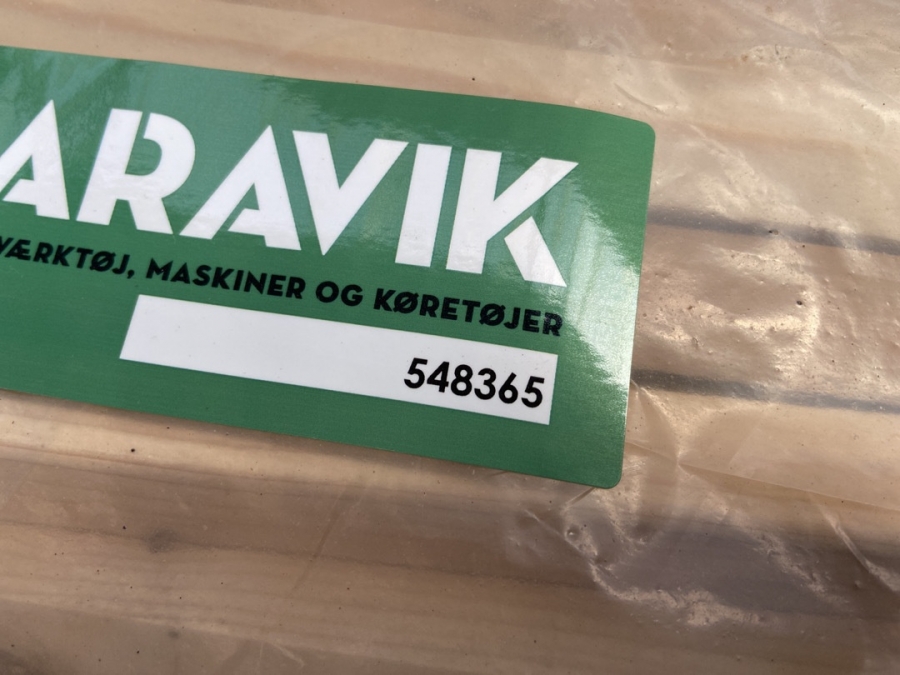 ARAVIK
VÆRKTØJ, MASKINER OG KØRETØJER
548365